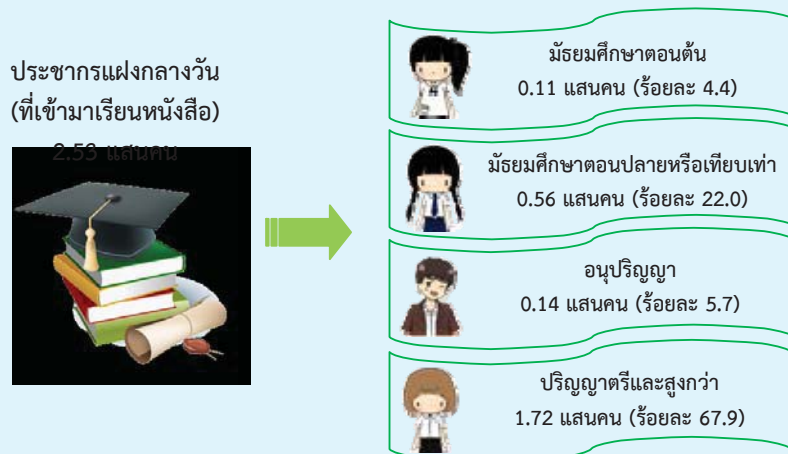 ประชากรแฝงกลางวัน
(ที่เข้ามาเรียนหนังสือ)
2.53 แสนคน
มัธยมศึกษาตอนต้น
0.11 แสนคน (ร้อยละ 4.4)
มัธยมศึกษาตอนปลายหรือเทียบเท่า
0.56 แสนคน (ร้อยละ 22.0)
อนุปริญญา
0.14 แสนคน (ร้อยละ 5.7)
ปริญญาตรีและสูงกว่า
1.72 แสนคน (ร้อยละ 67.9)